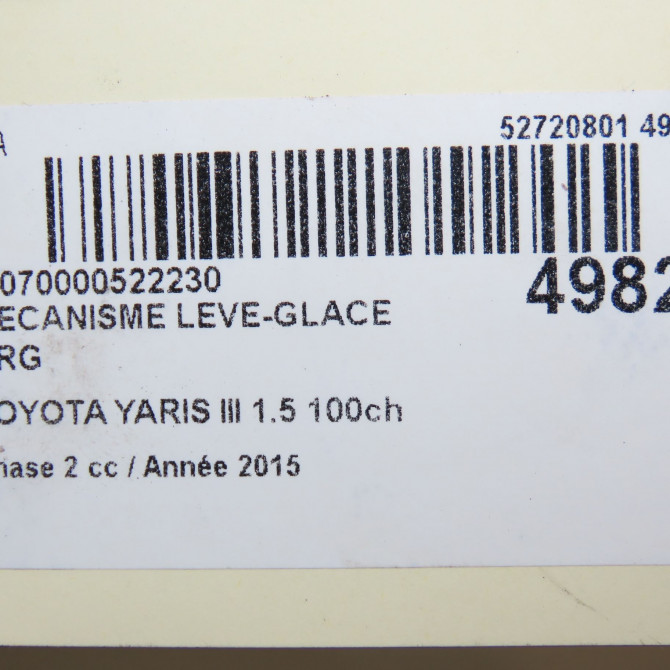 A
52720801 49
070000522230
4982
ECANISME LEVE-GLACE
RG
OYOTA YARIS III 1.5 100ch
hase 2 cc / Année 2015